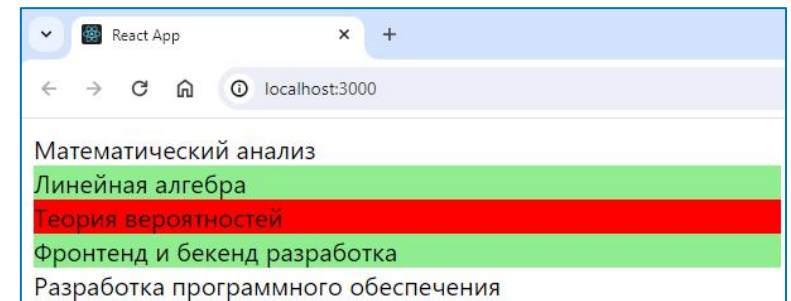 React App
localhost:3000
Математический анализ
Линейная алгебра
Теория вероятностей
Фронтенд и бекенд разработка
Разработка программного обеспечения